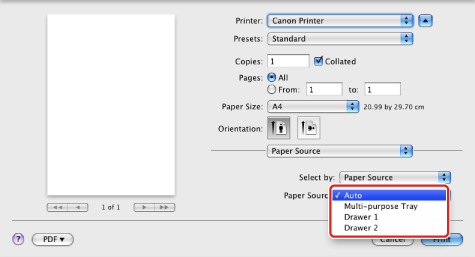 Printer: Canon Printer
Presets: Standard
Copies: 1 Collated
Pages: All
From: 1 to: 1
Paper Size: A4 20.99 by 29.70 cm
Orientation:
Paper Source
Select by: Paper Source
Paper Sourc ✓ Auto
Multi-purpose Tray
Drawer 1
Drawer 2
1 of 1
? PDF ▼ Cancel Print